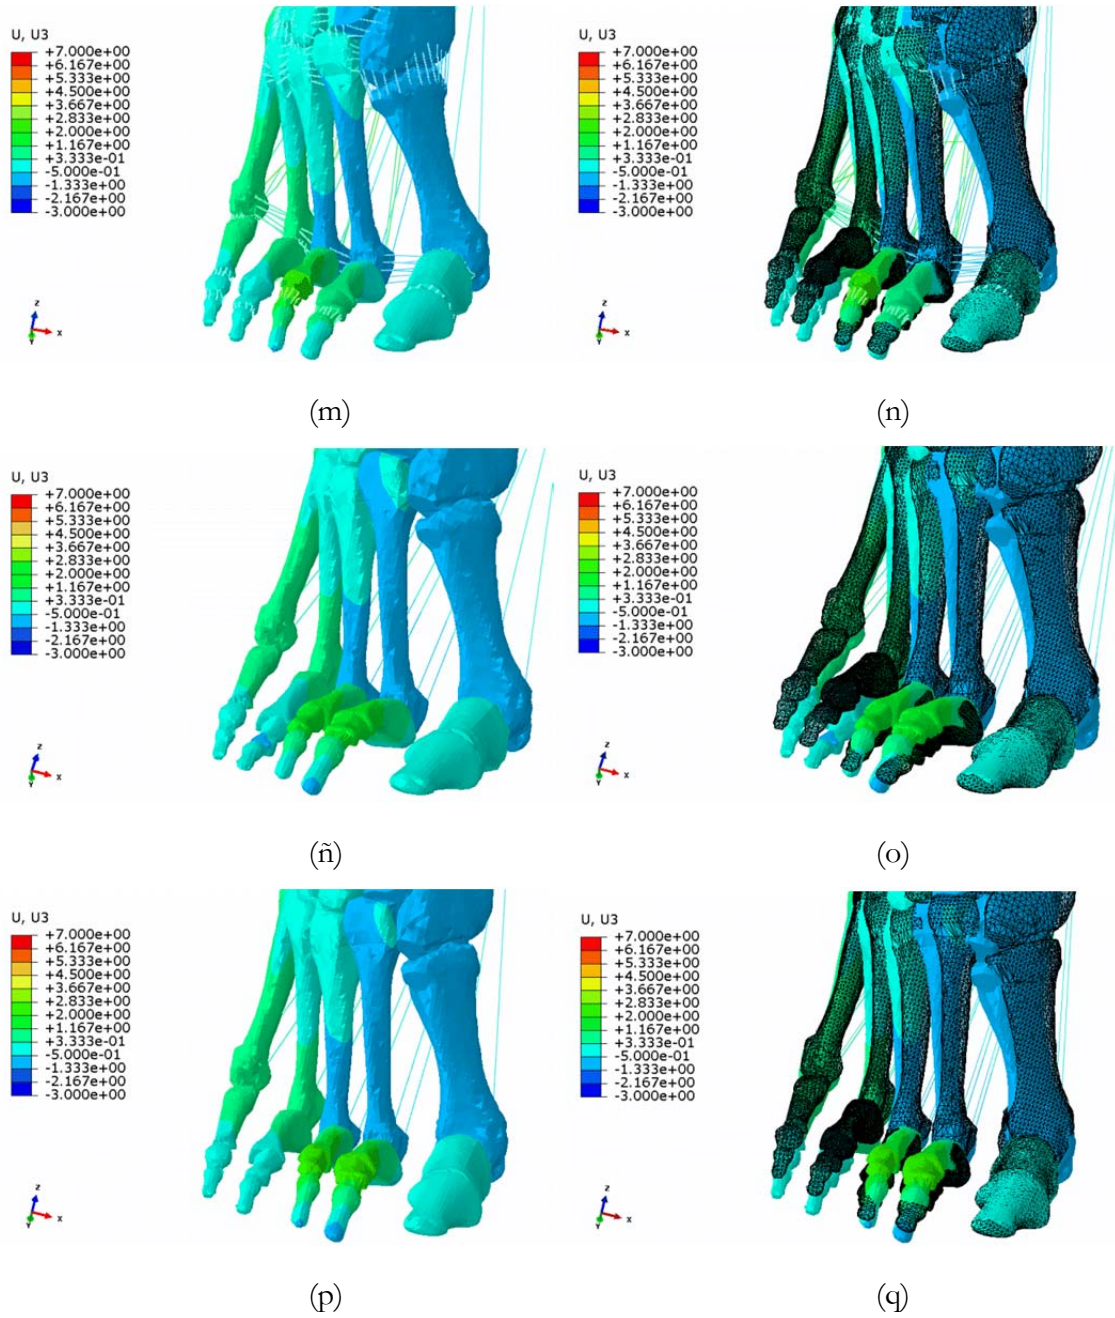 U, U3
+7.000e+00
+6.167e+00
+5.333e+00
+4.500e+00
+3.667e+00
+2.833e+00
+2.000e+00
+1.167e+00
+3.333e-01
-5.000e-01
-1.333e+00
-2.167e+00
-3.000e+00
z
x
Y
(m)
U, U3
+7.000e+00
+6.167e+00
+5.333e+00
+4.500e+00
+3.667e+00
+2.833e+00
+2.000e+00
+1.167e+00
+3.333e-01
-5.000e-01
-1.333e+00
-2.167e+00
-3.000e+00
z
x
Y
(n)
U, U3
+7.000e+00
+6.167e+00
+5.333e+00
+4.500e+00
+3.667e+00
+2.833e+00
+2.000e+00
+1.167e+00
+3.333e-01
-5.000e-01
-1.333e+00
-2.167e+00
-3.000e+00
z
x
Y
(ñ)
U, U3
+7.000e+00
+6.167e+00
+5.333e+00
+4.500e+00
+3.667e+00
+2.833e+00
+2.000e+00
+1.167e+00
+3.333e-01
-5.000e-01
-1.333e+00
-2.167e+00
-3.000e+00
z
x
Y
(o)
U, U3
+7.000e+00
+6.167e+00
+5.333e+00
+4.500e+00
+3.667e+00
+2.833e+00
+2.000e+00
+1.167e+00
+3.333e-01
-5.000e-01
-1.333e+00
-2.167e+00
-3.000e+00
z
x
Y
(p)
U, U3
+7.000e+00
+6.167e+00
+5.333e+00
+4.500e+00
+3.667e+00
+2.833e+00
+2.000e+00
+1.167e+00
+3.333e-01
-5.000e-01
-1.333e+00
-2.167e+00
-3.000e+00
z
x
Y
(q)